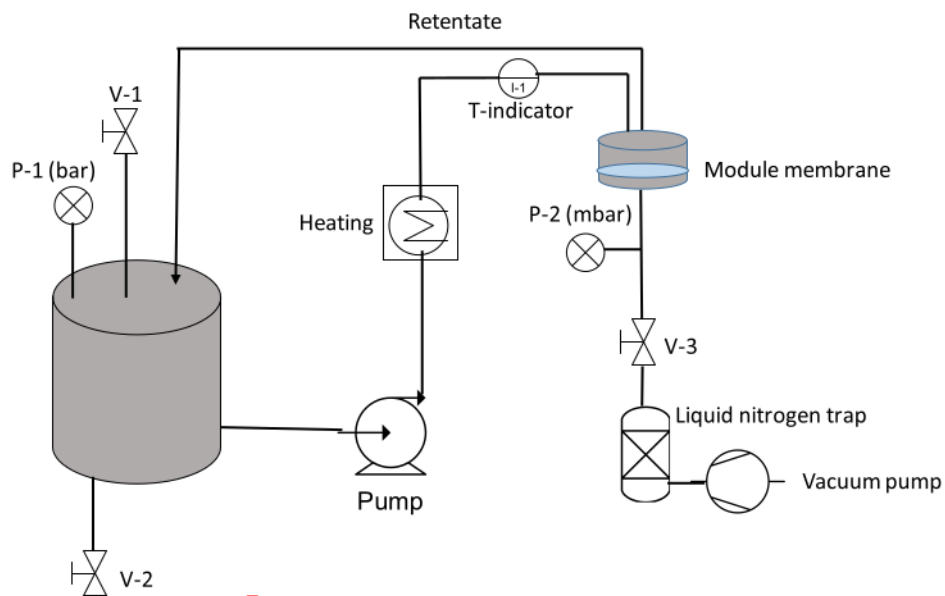 Retentate
V-1
I-1
T-indicator
P-1 (bar)
Module membrane
Heating
P-2 (mbar)
V-3
Liquid nitrogen trap
Vacuum pump
Pump
V-2